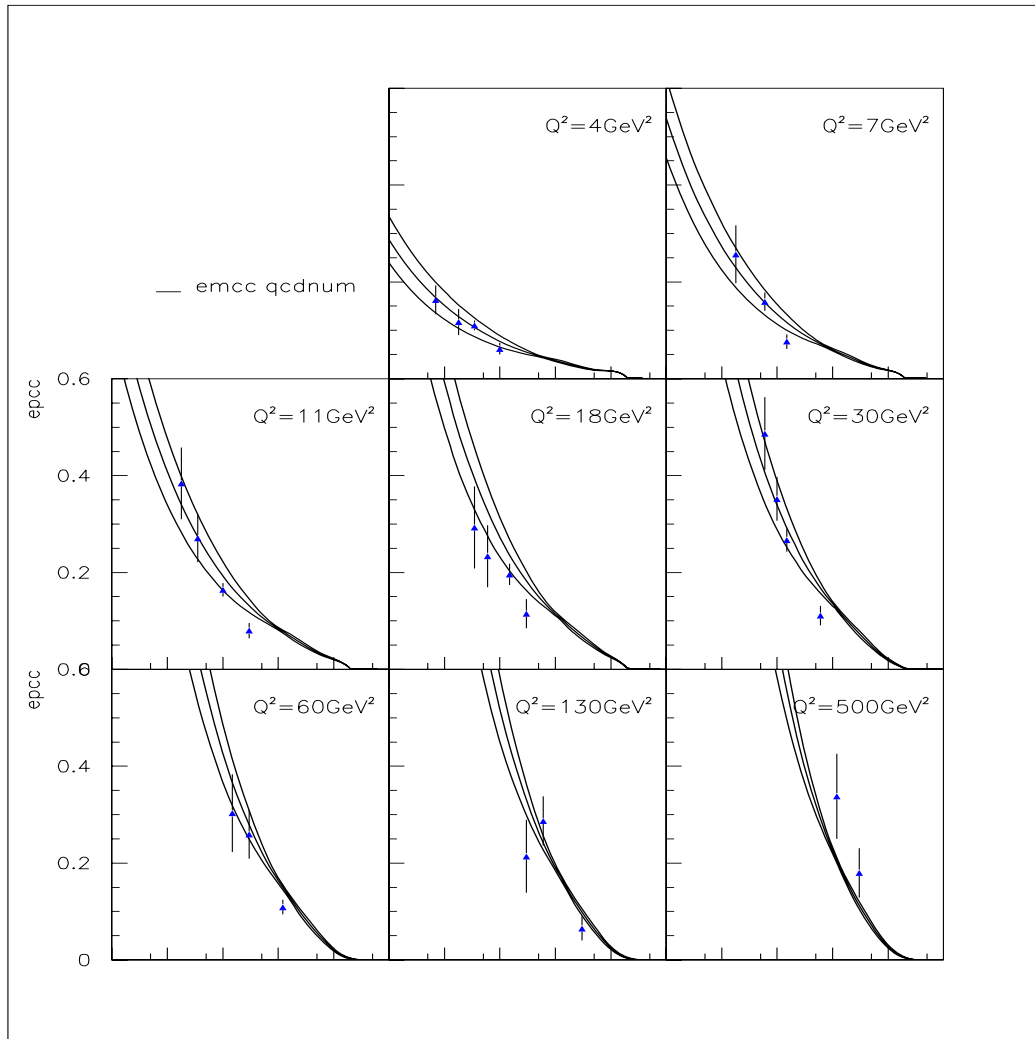 Q²=4GeV²
Q²=7GeV²
emcc qcdnum
0.6
epcc
Q²=11GeV²
Q²=18GeV²
Q²=30GeV²
0.4
0.2
0.6
epcc
Q²=60GeV²
Q²=130GeV²
Q²=500GeV²
0.4
0.2
0